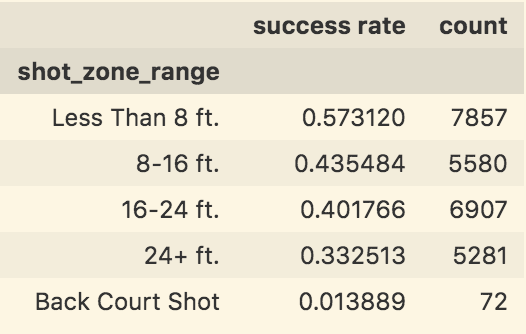 success rate count
shot_zone_range
Less Than 8 ft. 0.573120 7857
8-16 ft. 0.435484 5580
16-24 ft. 0.401766 6907
24+ ft. 0.332513 5281
Back Court Shot 0.013889 72